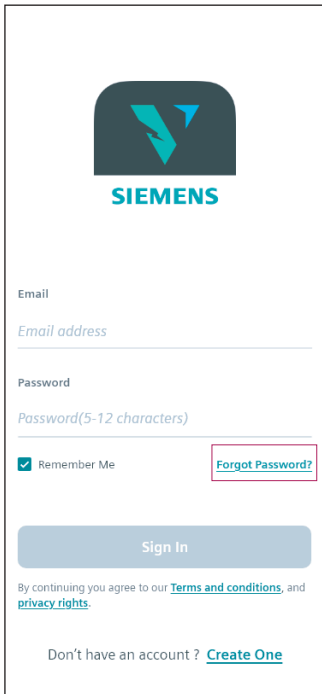 SIEMENS
Email
Email address
Password
Password(5-12 characters)
Remember Me Forgot Password?
Sign In
By continuing you agree to our Terms and conditions, and
privacy rights.
Don't have an account ? Create One